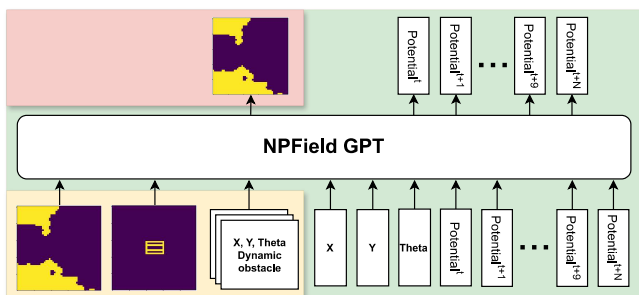 Potential^t
Potential^t+1
...
Potential^t+9
Potential^t+N
NPField GPT
X, Y, Theta
Dynamic
obstacle
X
Y
Theta
Potential^t
Potential^t+1
...
Potential^t+9
Potential^t+N